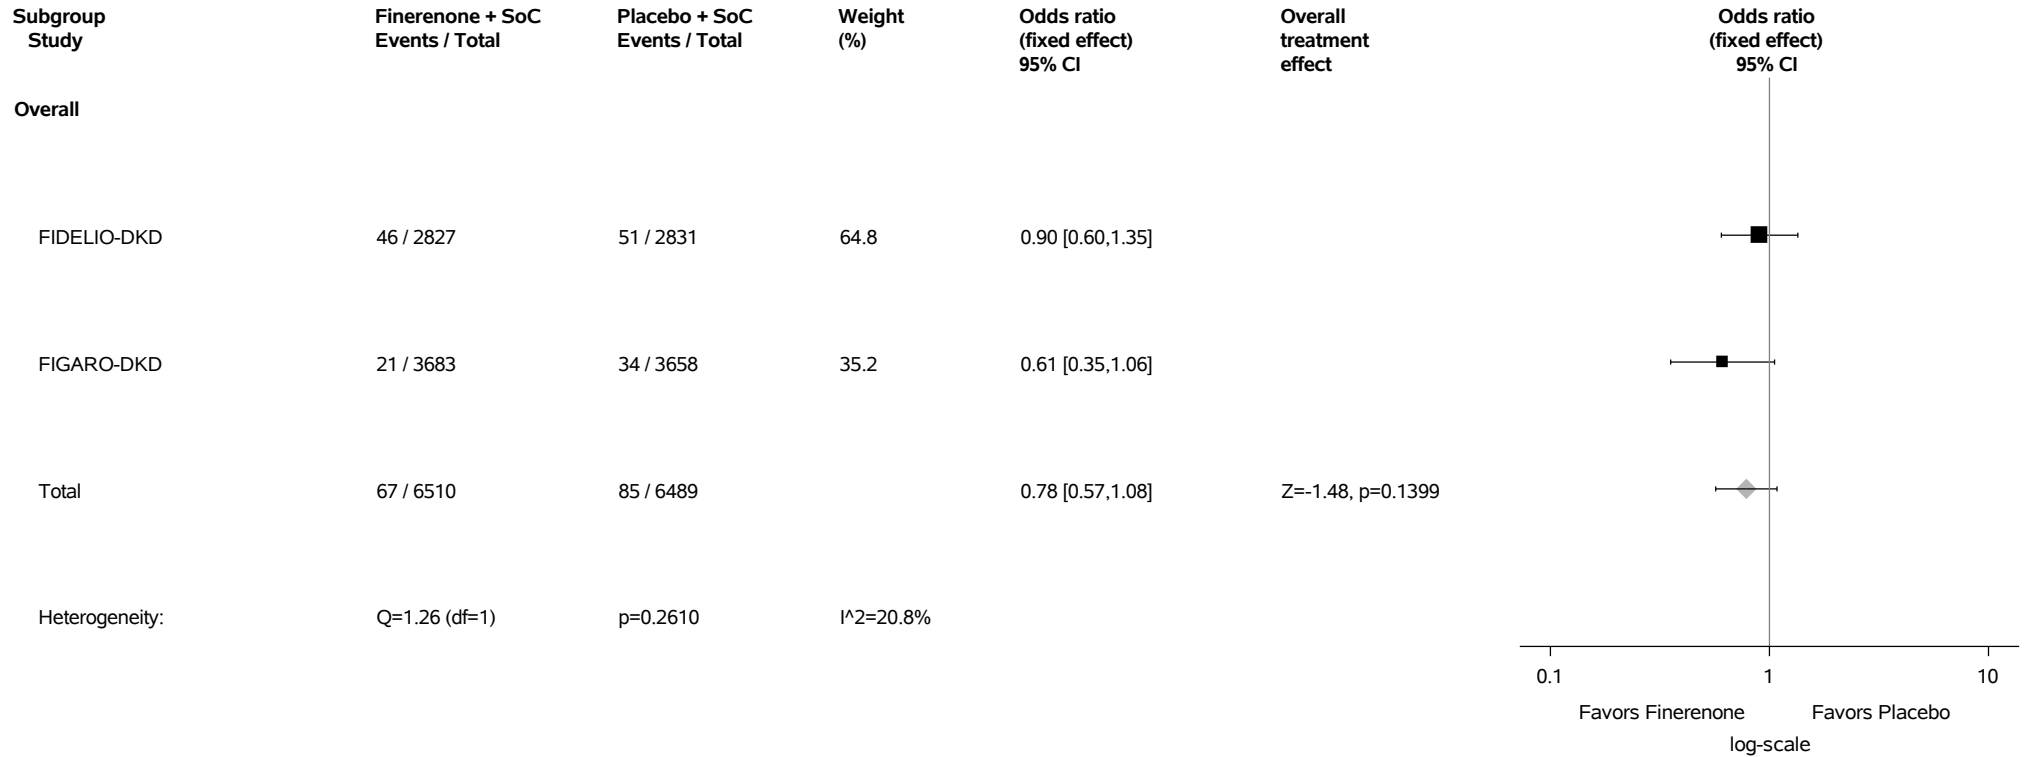 Subgroup Finerenone + SoC Placebo + SoC Weight Odds ratio Overall Odds ratio
Study Events / Total Events / Total (%) (fixed effect) treatment (fixed effect)
95% CI effect 95% CI
Overall
FIDELIO-DKD 46 / 2827 51 / 2831 64.8 0.90 [0.60,1.35]
FIGARO-DKD 21 / 3683 34 / 3658 35.2 0.61 [0.35,1.06]
Total 67 / 6510 85 / 6489 0.78 [0.57,1.08] Z=-1.48, p=0.1399
Heterogeneity: Q=1.26 (df=1) p=0.2610 I^2=20.8%
0.1 1 10
Favors Finerenone Favors Placebo
log-scale